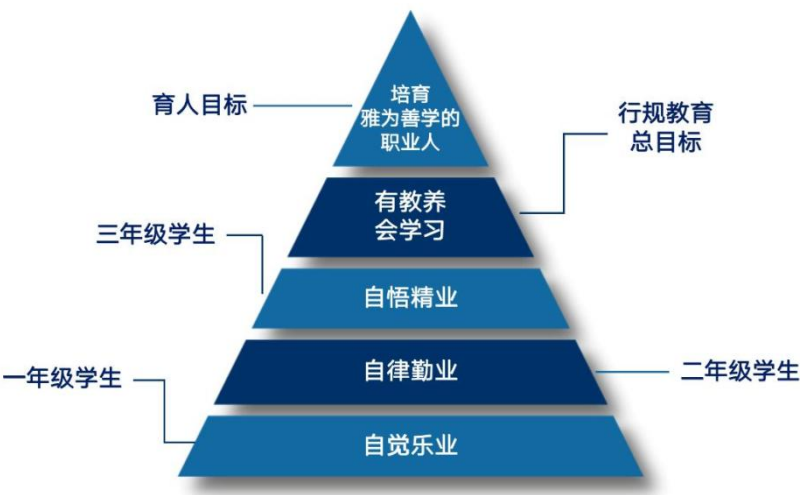 培育
雅为善学的
职业人
育人目标
行规教育
总目标
有教养
会学习
三年级学生
自悟精业
自律勤业
一年级学生
二年级学生
自觉乐业